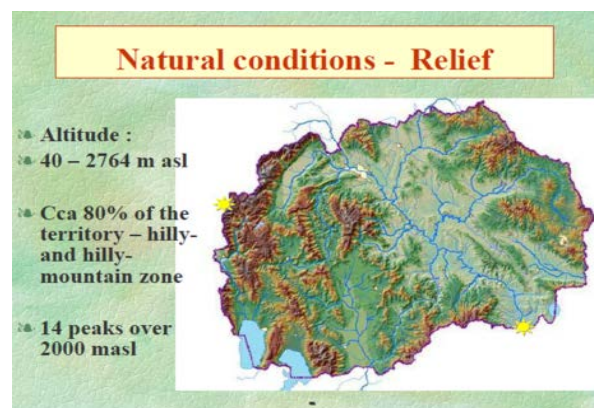 Natural conditions - Relief
Altitude :
40 – 2764 m asl
Cca 80% of the
territory – hilly-
and hilly-
mountain zone
14 peaks over
2000 masl
-